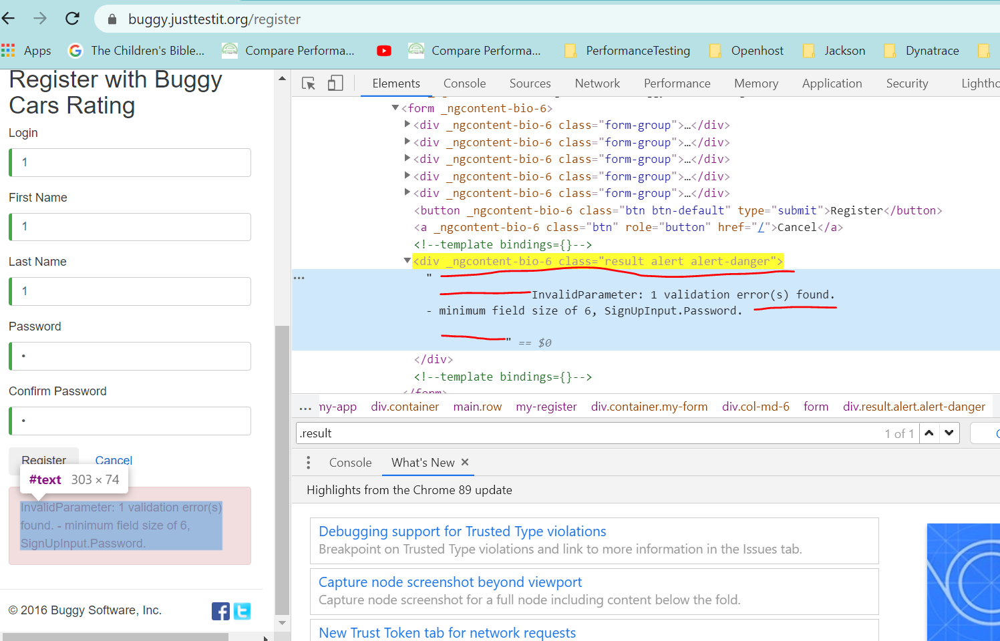 buggy.justtestit.org/register
Apps The Children's Bible... Compare Performa... Compare Performa... PerformanceTesting Openhost Jackson Dynatrace
Register with Buggy
Cars Rating
Login
1
First Name
1
Last Name
1
Password
•
Confirm Password
•
Register Cancel
#text 303 × 74
InvalidParameter: 1 validation error(s)
found. - minimum field size of 6,
SignUpInput.Password.
© 2016 Buggy Software, Inc.
Elements Console Sources Network Performance Memory Application Security Lightho
<form _ngcontent-bio-6>
<div _ngcontent-bio-6 class="form-group">…</div>
<div _ngcontent-bio-6 class="form-group">…</div>
<div _ngcontent-bio-6 class="form-group">…</div>
<div _ngcontent-bio-6 class="form-group">…</div>
<div _ngcontent-bio-6 class="form-group">…</div>
<button _ngcontent-bio-6 class="btn btn-default" type="submit">Register</button>
<a _ngcontent-bio-6 class="btn" role="button" href="/">Cancel</a>
<!--template bindings={}-->
<div _ngcontent-bio-6 class="result alert alert-danger">
"
InvalidParameter: 1 validation error(s) found.
- minimum field size of 6, SignUpInput.Password.
" == $0
</div>
<!--template bindings={}-->
</form>
... my-app div.container main.row my-register div.container.my-form div.col-md-6 form div.result.alert.alert-danger
.result 1 of 1
Console What's New ×
Highlights from the Chrome 89 update
Debugging support for Trusted Type violations
Breakpoint on Trusted Type violations and link to more information in the Issues tab.
Capture node screenshot beyond viewport
Capture node screenshot for a full node including content below the fold.
New Trust Token tab for network requests